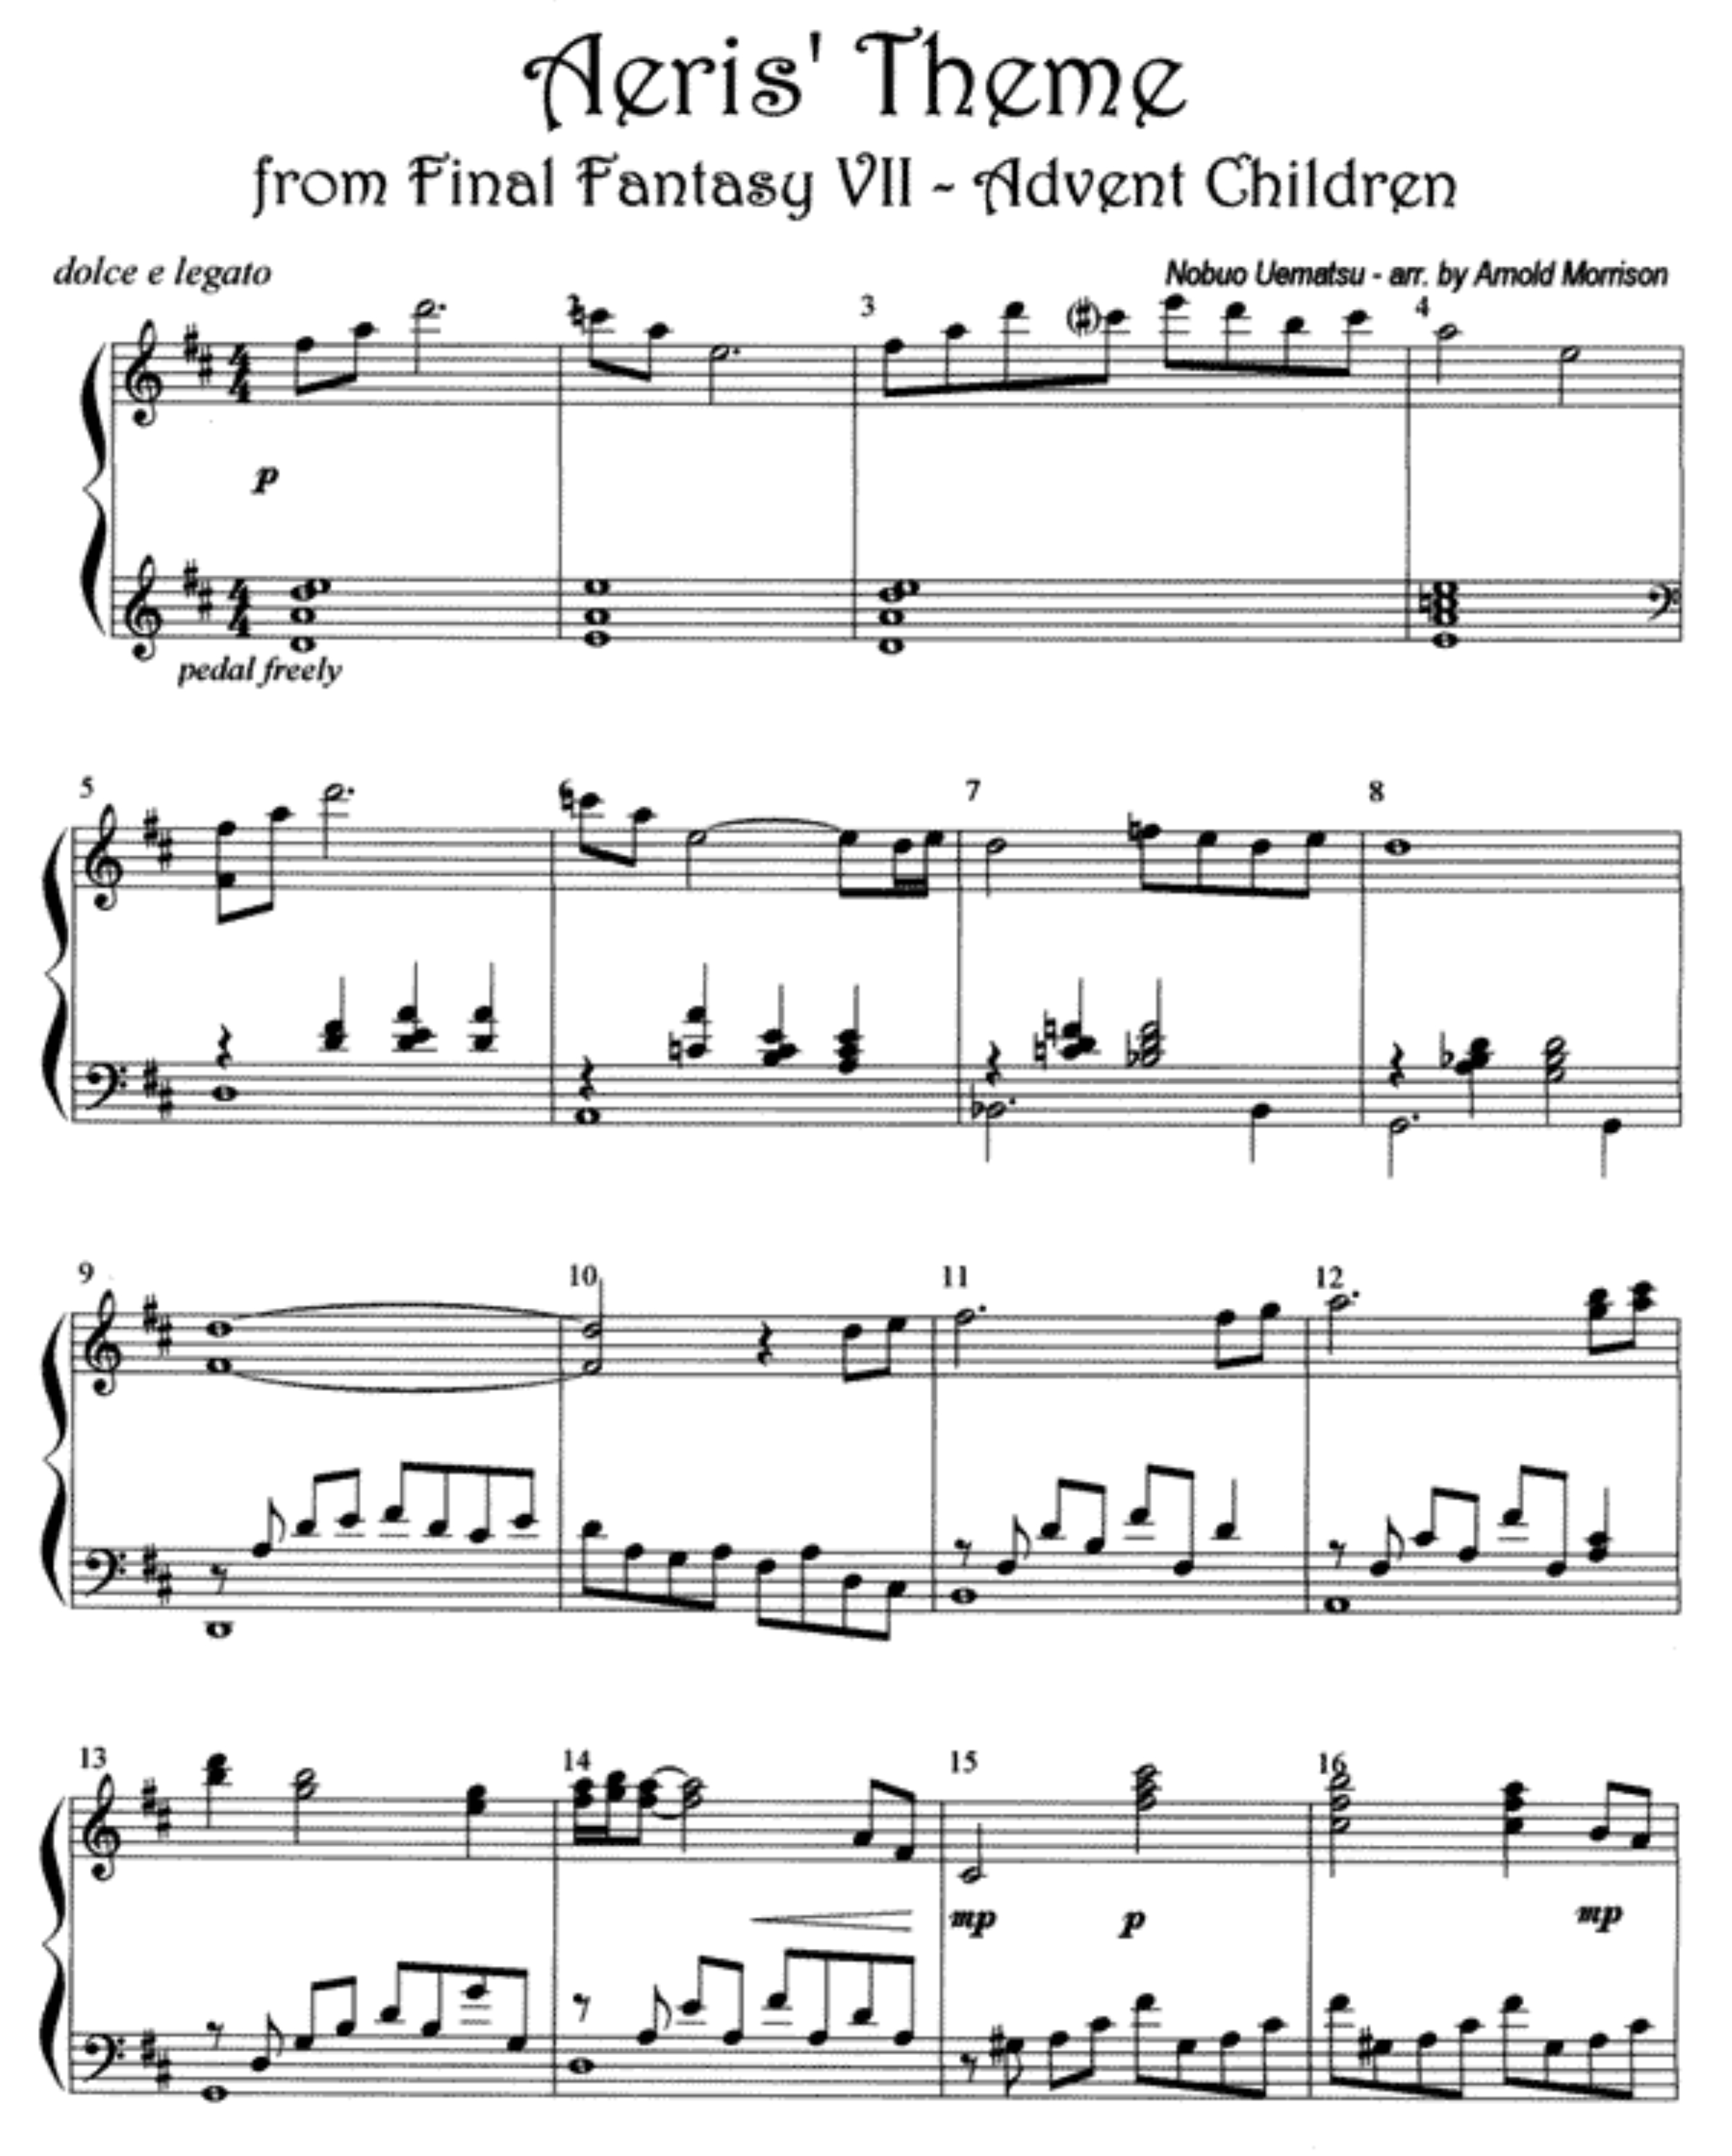 Aeris' Theme
from Final Fantasy VII - Advent Children
dolce e legato
Nobuo Uematsu - arr. by Arnold Morrison
2
3
4
p
pedal freely
5
6
7
8
9
10
11
12
13
14
15
16
mp
p
mp